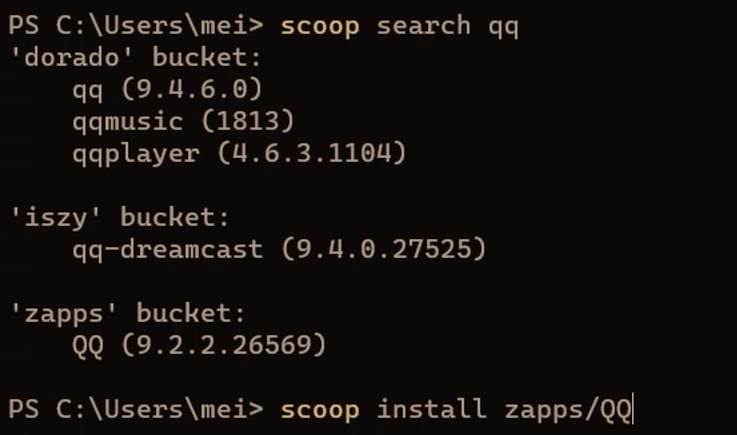 PS C:\Users\mei> scoop search qq
'dorado' bucket:
    qq (9.4.6.0)
    qqmusic (1813)
    qqplayer (4.6.3.1104)

'iszy' bucket:
    qq-dreamcast (9.4.0.27525)

'zapps' bucket:
    QQ (9.2.2.26569)

PS C:\Users\mei> scoop install zapps/QQ